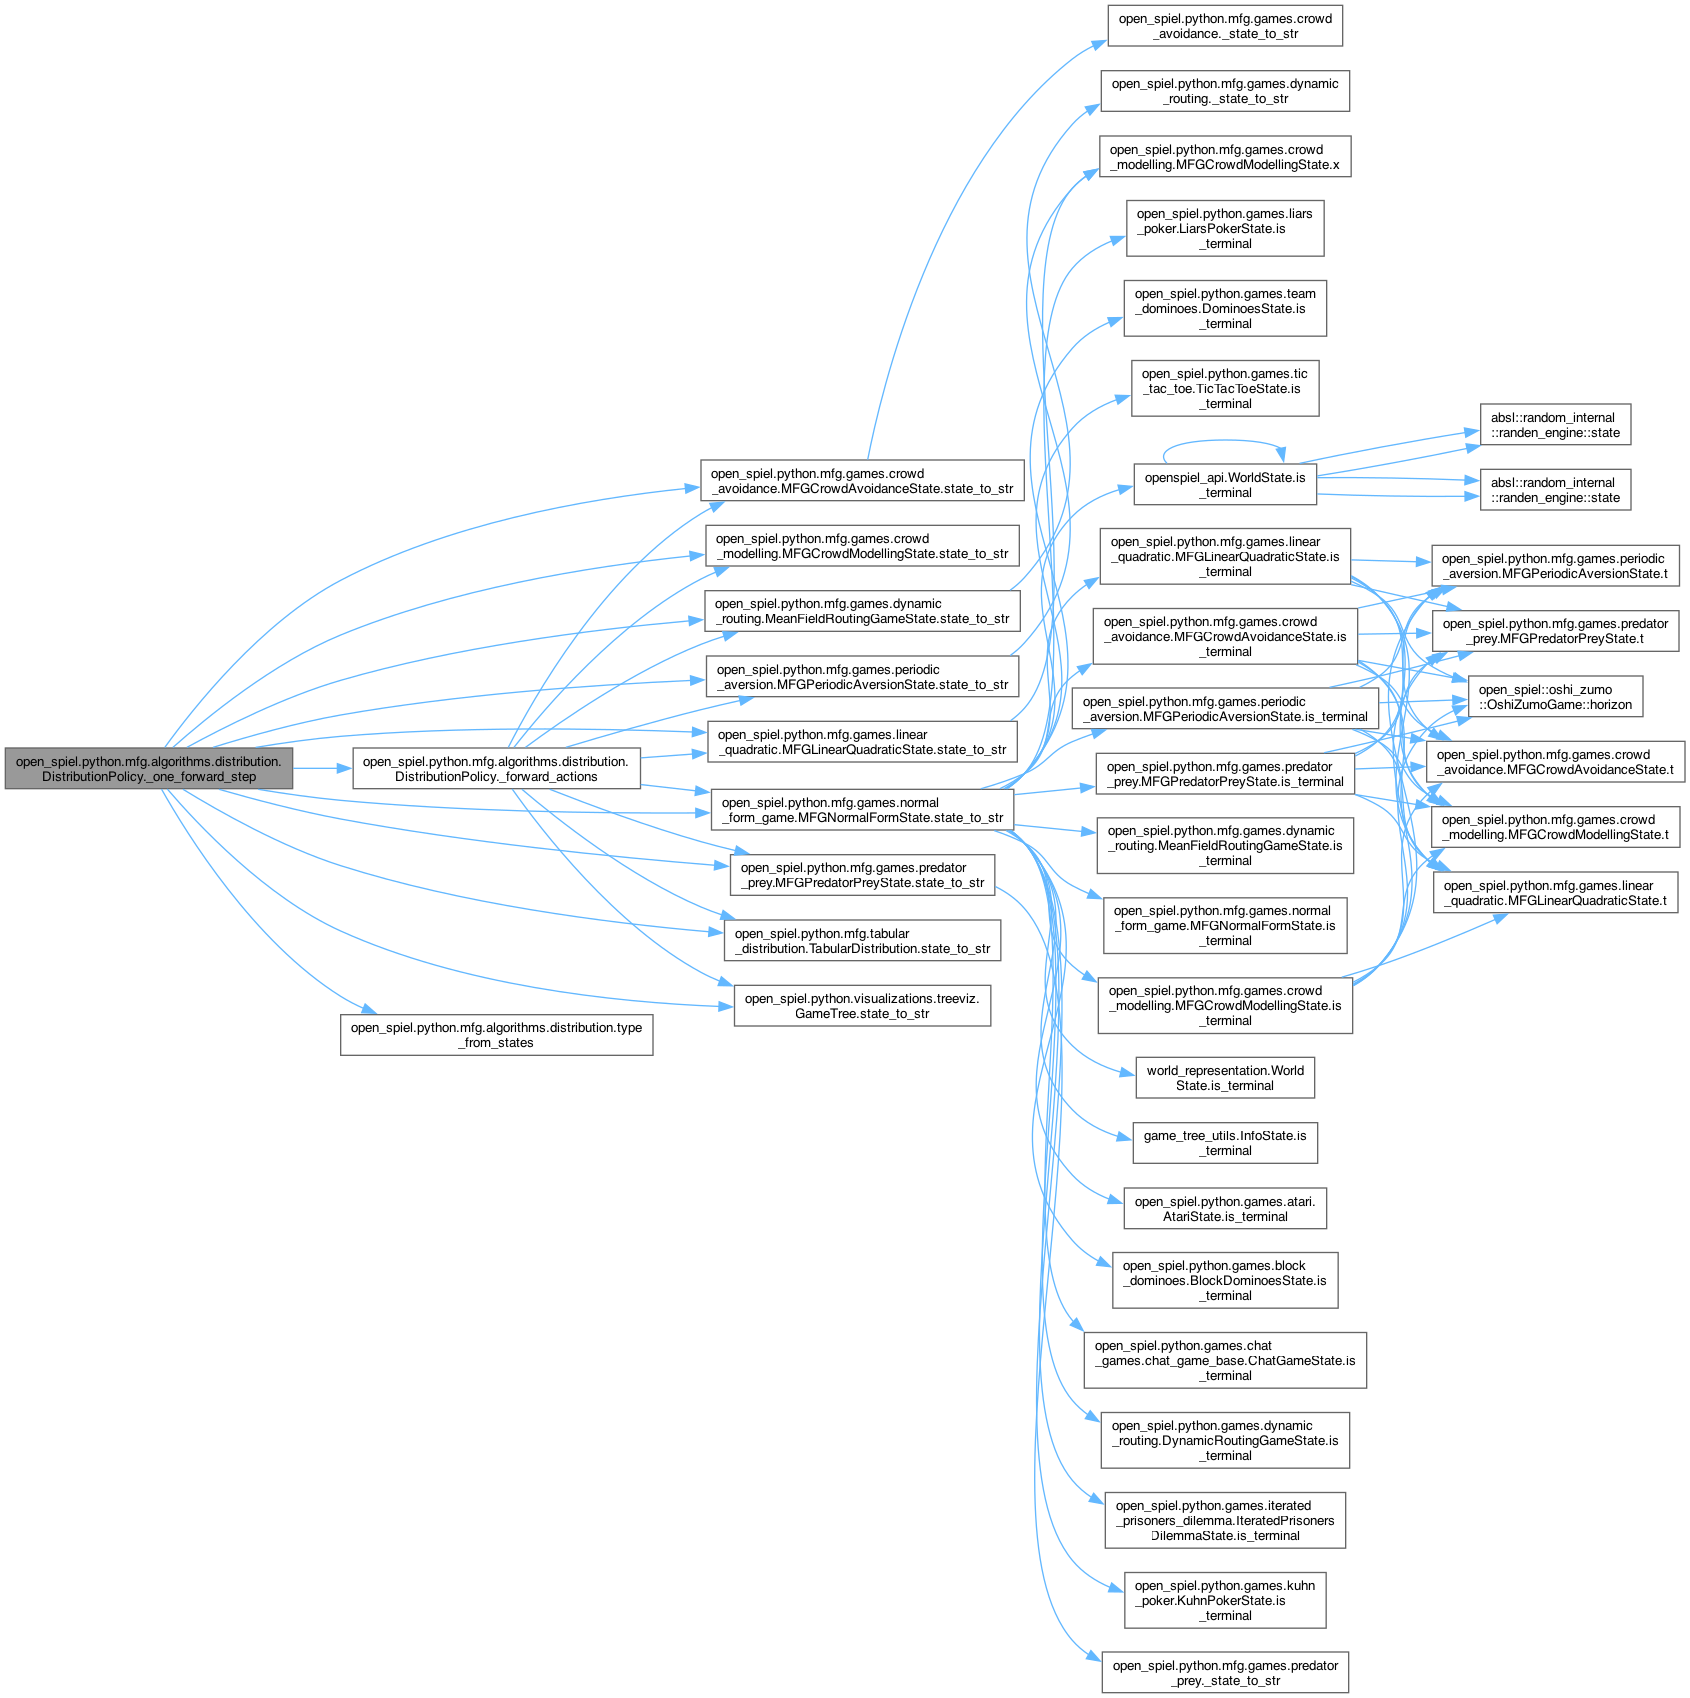 open_spiel.python.mfg.algorithms.distribution.
DistributionPolicy._one_forward_step
open_spiel.python.mfg.algorithms.distribution.
DistributionPolicy._forward_actions
open_spiel.python.mfg.algorithms.distribution.type
_from_states
open_spiel.python.mfg.games.crowd
_avoidance.MFGCrowdAvoidanceState.state_to_str
open_spiel.python.mfg.games.crowd
_modelling.MFGCrowdModellingState.state_to_str
open_spiel.python.mfg.games.dynamic
_routing.MeanFieldRoutingGameState.state_to_str
open_spiel.python.mfg.games.periodic
_aversion.MFGPeriodicAversionState.state_to_str
open_spiel.python.mfg.games.linear
_quadratic.MFGLinearQuadraticState.state_to_str
open_spiel.python.mfg.games.normal
_form_game.MFGNormalFormState.state_to_str
open_spiel.python.mfg.games.predator
_prey.MFGPredatorPreyState.state_to_str
open_spiel.python.mfg.tabular
_distribution.TabularDistribution.state_to_str
open_spiel.python.visualizations.treeviz.
GameTree.state_to_str
open_spiel.python.mfg.games.crowd
_avoidance._state_to_str
open_spiel.python.mfg.games.dynamic
_routing._state_to_str
open_spiel.python.mfg.games.crowd
_modelling.MFGCrowdModellingState.x
open_spiel.python.games.liars
_poker.LiarsPokerState.is
_terminal
open_spiel.python.games.team
_dominoes.DominoesState.is
_terminal
open_spiel.python.games.tic
_tac_toe.TicTacToeState.is
_terminal
openspiel_api.WorldState.is
_terminal
open_spiel.python.mfg.games.linear
_quadratic.MFGLinearQuadraticState.is
_terminal
open_spiel.python.mfg.games.crowd
_avoidance.MFGCrowdAvoidanceState.is
_terminal
open_spiel.python.mfg.games.periodic
_aversion.MFGPeriodicAversionState.is_terminal
open_spiel.python.mfg.games.predator
_prey.MFGPredatorPreyState.is_terminal
open_spiel.python.mfg.games.dynamic
_routing.MeanFieldRoutingGameState.is
_terminal
open_spiel.python.mfg.games.normal
_form_game.MFGNormalFormState.is
_terminal
open_spiel.python.mfg.games.crowd
_modelling.MFGCrowdModellingState.is
_terminal
world_representation.World
State.is_terminal
game_tree_utils.InfoState.is
_terminal
open_spiel.python.games.atari.
AtariState.is_terminal
open_spiel.python.games.block
_dominoes.BlockDominoesState.is
_terminal
open_spiel.python.games.chat
_games.chat_game_base.ChatGameState.is
_terminal
open_spiel.python.games.dynamic
_routing.DynamicRoutingGameState.is
_terminal
open_spiel.python.games.iterated
_prisoners_dilemma.IteratedPrisoners
DilemmaState.is_terminal
open_spiel.python.games.kuhn
_poker.KuhnPokerState.is
_terminal
open_spiel.python.mfg.games.predator
_prey._state_to_str
absl::random_internal
::randen_engine::state
absl::random_internal
::randen_engine::state
open_spiel.python.mfg.games.periodic
_aversion.MFGPeriodicAversionState.t
open_spiel.python.mfg.games.predator
_prey.MFGPredatorPreyState.t
open_spiel::oshi_zumo
::OshiZumoGame::horizon
open_spiel.python.mfg.games.crowd
_avoidance.MFGCrowdAvoidanceState.t
open_spiel.python.mfg.games.crowd
_modelling.MFGCrowdModellingState.t
open_spiel.python.mfg.games.linear
_quadratic.MFGLinearQuadraticState.t